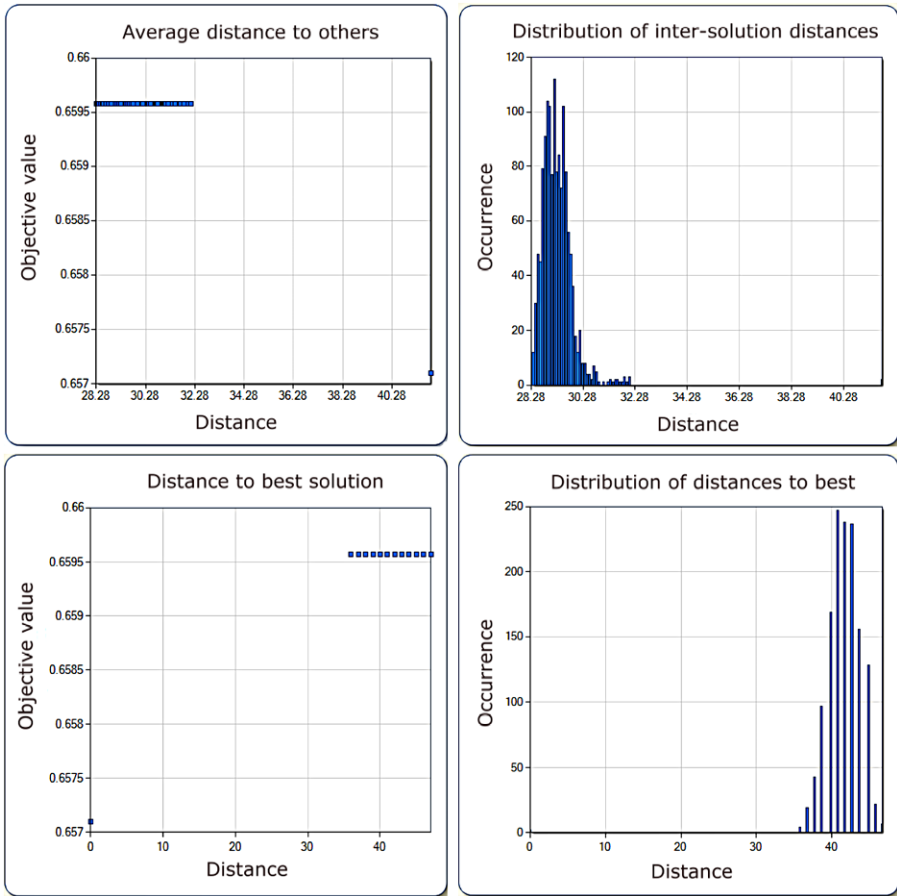 Average distance to others
0.66
0.6595
0.659
0.6585
0.658
0.6575
0.657
Objective value
28.28 30.28 32.28 34.28 36.28 38.28 40.28
Distance
Distribution of inter-solution distances
120
100
80
60
40
20
0
Occurrence
28.28 30.28 32.28 34.28 36.28 38.28 40.28
Distance
Distance to best solution
0.66
0.6595
0.659
0.6585
0.658
0.6575
0.657
Objective value
0 10 20 30 40
Distance
Distribution of distances to best
250
200
150
100
50
0
Occurrence
0 10 20 30 40
Distance